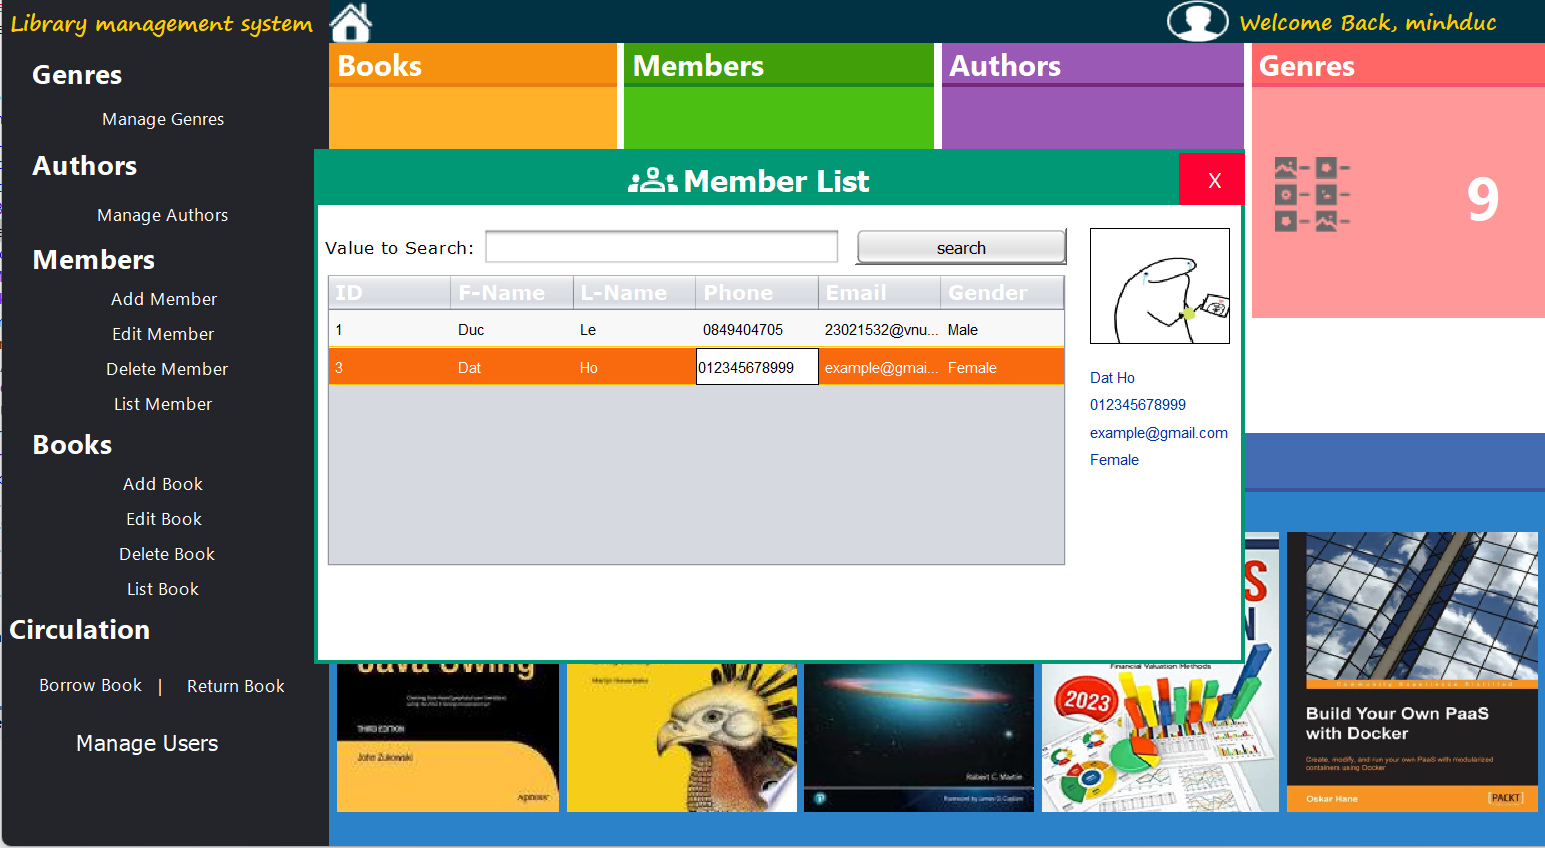 Library management system
Welcome Back, minhduc
Genres
Manage Genres
Authors
Manage Authors
Members
Add Member
Edit Member
Delete Member
List Member
Books
Add Book
Edit Book
Delete Book
List Book
Circulation
Borrow Book | Return Book
Manage Users
Books
Members
Authors
Genres
9
Member List
X
Value to Search:
search
ID F-Name L-Name Phone Email Gender
1 Duc Le 0849404705 23021532@vnu... Male
3 Dat Ho 012345678999 example@gmai... Female
Dat Ho
012345678999
example@gmail.com
Female
Java Swing
THIRD EDITION
John Zukowski
Apress
Robert C. Martin
Financial Valuation Methods
2023
Community Experience Distilled
Build Your Own PaaS
with Docker
Create, modify, and run your own PaaS with modularized
containers using Docker
Oskar Hane
[PACKT]